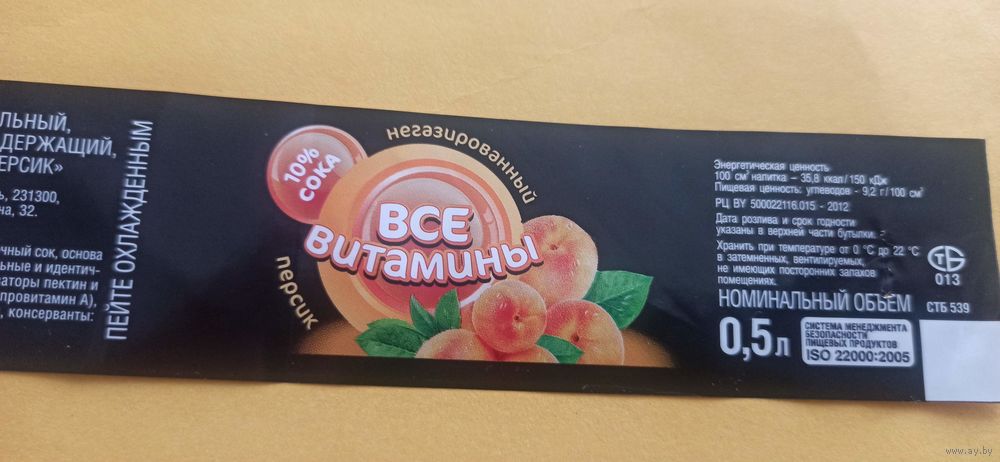 ЛЬНЫЙ,
ДЕРЖАЩИЙ,
ЕРСИК»
231300,
на, 32.
чный сок, основа
льные и идентич-
аторы пектин и
провитамин А),
, консерванты:
ПЕЙТЕ ОХЛАЖДЕННЫМ
10%
СОКА
негазированный
ВСЕ
ВИТАМИНЫ
персик
Энергетическая ценность
100 см³ напитка – 35,8 ккал/150 кДж
Пищевая ценность: углеводов - 9,2 г/100 см³
РЦ BY 500022116.015 - 2012
Дата розлива и срок годности
указаны в верхней части бутылки.
Хранить при температуре от 0 °С до 22 °С
в затемненных, вентилируемых,
не имеющих посторонних запахов
помещениях.
НОМИНАЛЬНЫЙ ОБЪЕМ
0,5л
СИСТЕМА МЕНЕДЖМЕНТА
БЕЗОПАСНОСТИ
ПИЩЕВЫХ ПРОДУКТОВ
ISO 22000:2005
013
СТБ 539
www.ay.by